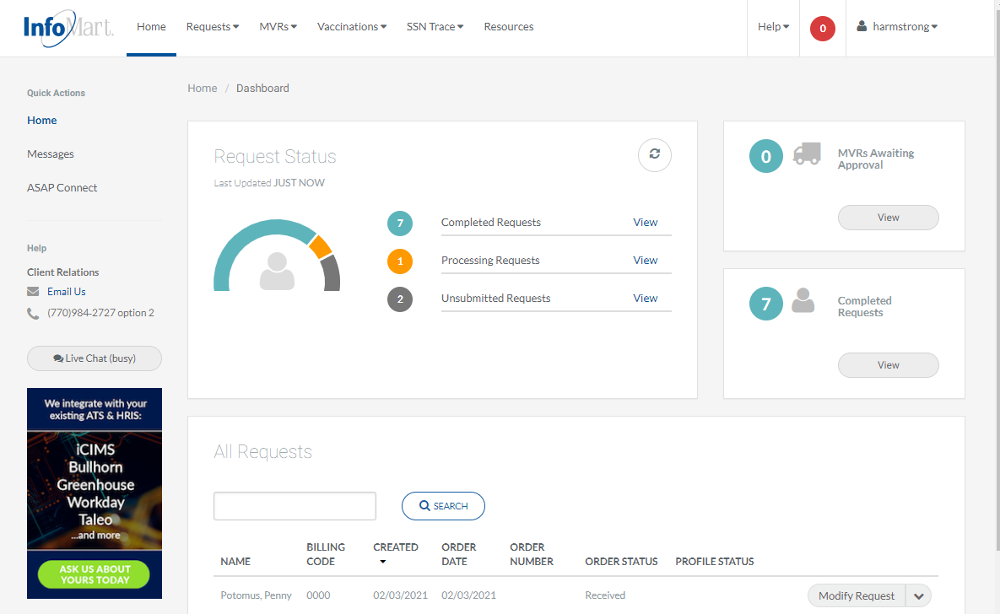 InfoMart.
Home
Requests
MVRs
Vaccinations
SSN Trace
Resources
Help
0
harmstrong
Quick Actions
Home
Messages
ASAP Connect
Help
Client Relations
Email Us
(770)984-2727 option 2
Live Chat (busy)
We integrate with your
existing ATS & HRIS:
iCIMS
Bullhorn
Greenhouse
Workday
Taleo
...and more
ASK US ABOUT
YOURS TODAY
Home / Dashboard
Request Status
Last Updated JUST NOW
7 Completed Requests View
1 Processing Requests View
2 Unsubmitted Requests View
0
MVRs Awaiting
Approval
View
7
Completed
Requests
View
All Requests
SEARCH
NAME
BILLING
CODE
CREATED
ORDER
DATE
ORDER
NUMBER
ORDER STATUS
PROFILE STATUS
Potomus, Penny 0000 02/03/2021 02/03/2021 Received Modify Request